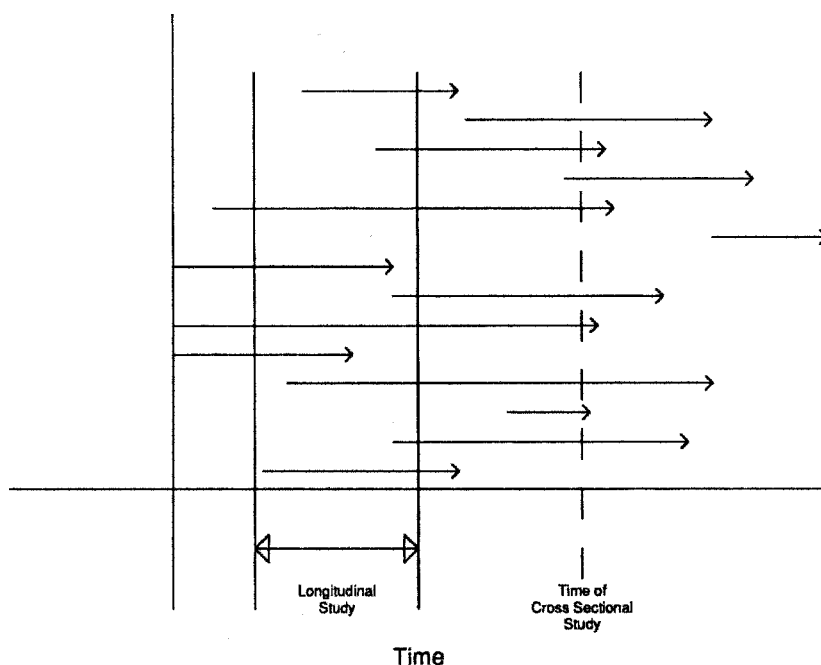 Longitudinal
Study
Time of
Cross Sectional
Study
Time